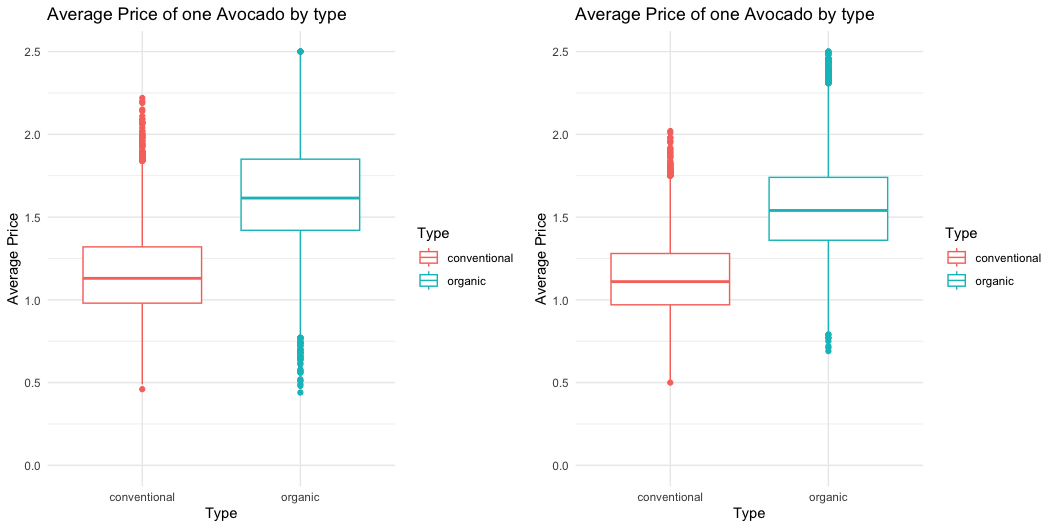 Average Price of one Avocado by type
2.5
2.0
1.5
1.0
0.5
0.0
Average Price
conventional
organic
Type
Type
conventional
organic
Average Price of one Avocado by type
2.5
2.0
1.5
1.0
0.5
0.0
Average Price
conventional
organic
Type
Type
conventional
organic